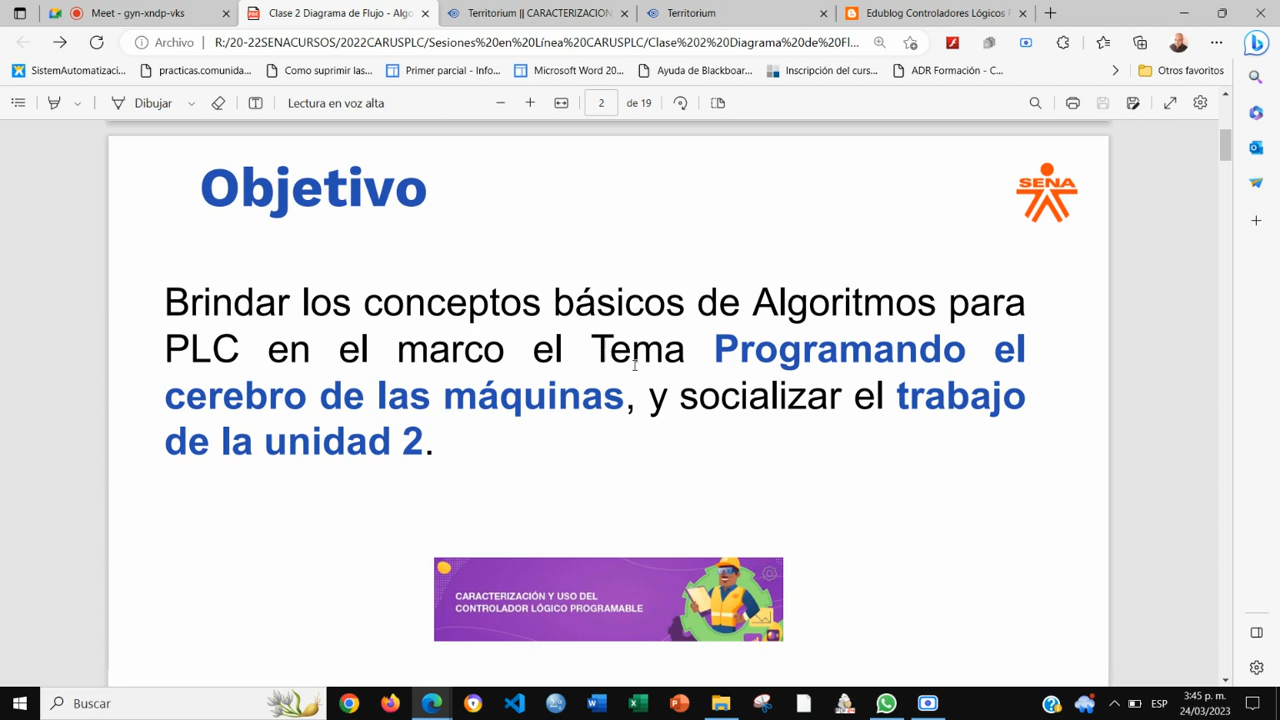 Meet - gyn-xndp-vks
Clase 2 Diagrama de Flujo - Algo
Territorium || CARACTERIZACION
Territorium
Edublog Controladores Lógicos P
Archivo
R:/20-22SENACURSOS/2022CARUSPLC/Sesiones%20en%20Línea%20CARUSPLC/Clase%202%20Diagrama%20de%20Fl...
SistemAutomatizaci...
practicas.comunida...
Como suprimir las...
Primer parcial - Info...
Microsoft Word 20...
Ayuda de Blackboar...
Inscripción del curs...
ADR Formación - C...
Otros favoritos
Dibujar
Lectura en voz alta
2
de 19
Objetivo
SENA
Brindar los conceptos básicos de Algoritmos para
PLC en el marco el Tema Programando el
cerebro de las máquinas, y socializar el trabajo
de la unidad 2.
CARACTERIZACIÓN Y USO DEL
CONTROLADOR LÓGICO PROGRAMABLE
Buscar
ESP
3:45 p. m.
24/03/2023